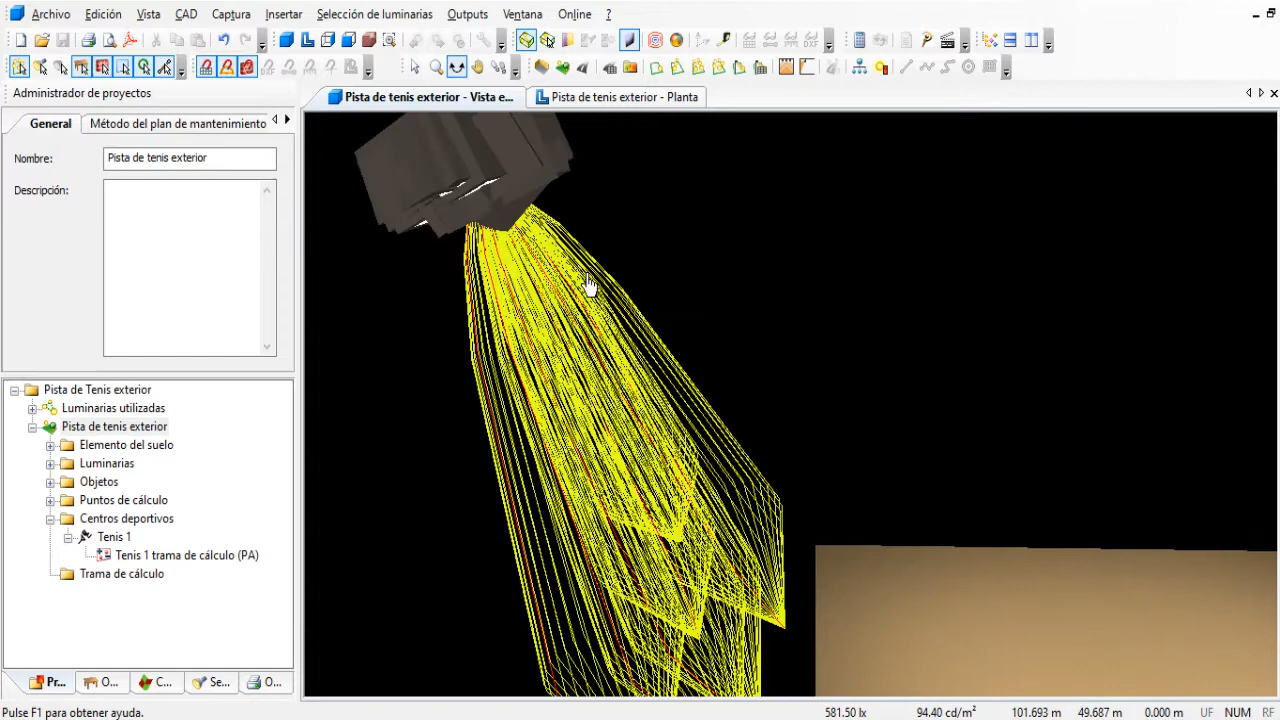 Archivo Edición Vista CAD Captura Insertar Selección de luminarias Outputs Ventana Online ?
Administrador de proyectos
Pista de tenis exterior - Vista e...
Pista de tenis exterior - Planta
General
Método del plan de mantenimiento
Nombre:
Pista de tenis exterior
Descripción:
Pista de Tenis exterior
Luminarias utilizadas
Pista de tenis exterior
Elemento del suelo
Luminarias
Objetos
Puntos de cálculo
Centros deportivos
Tenis 1
Tenis 1 trama de cálculo (PA)
Trama de cálculo
Pr... O... C... Se... O...
Pulse F1 para obtener ayuda.
581.50 lx 94.40 cd/m² 101.693 m 49.687 m 0.000 m UF NUM RF